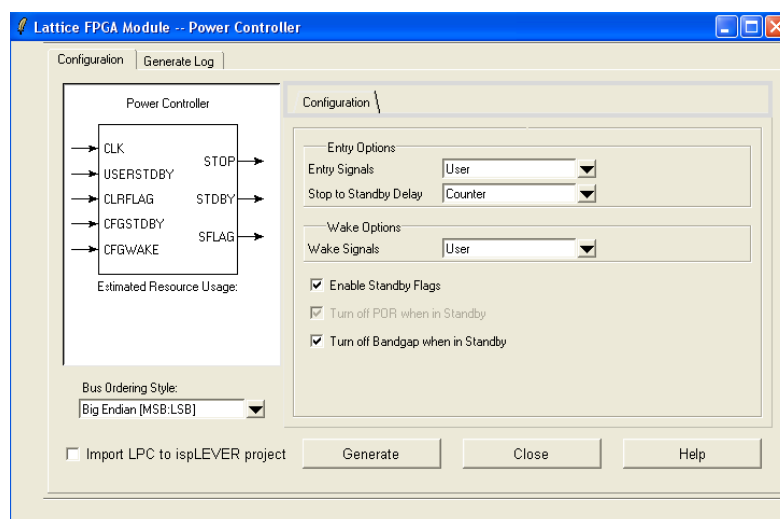 Lattice FPGA Module -- Power Controller
Configuration
Generate Log
Power Controller
CLK
USERSTDBY
CLRFLAG
CFGSTDBY
CFGWAKE
STOP
STDBY
SFLAG
Estimated Resource Usage:
Bus Ordering Style:
Big Endian [MSB:LSB]
Configuration
Entry Options
Entry Signals User
Stop to Standby Delay Counter
Wake Options
Wake Signals User
Enable Standby Flags
Turn off POR when in Standby
Turn off Bandgap when in Standby
Import LPC to ispLEVER project
Generate
Close
Help